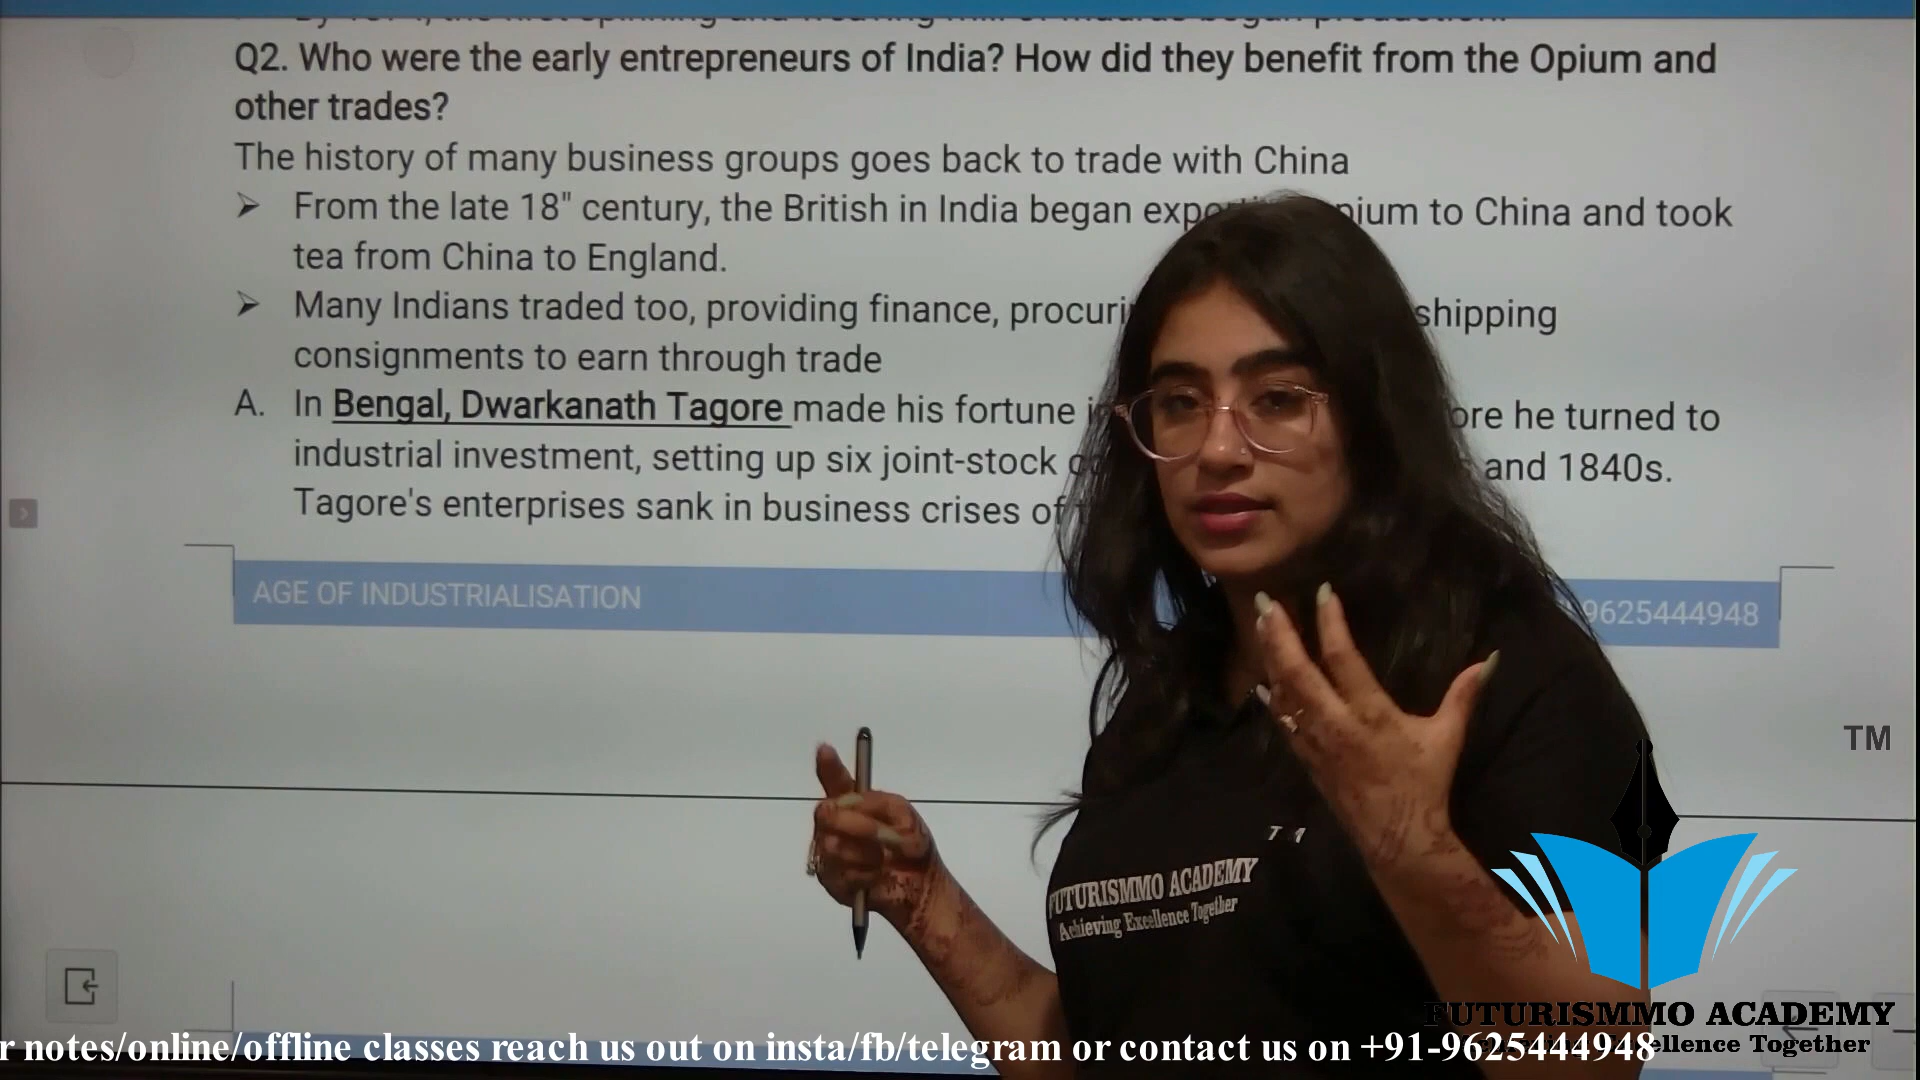 Q2. Who were the early entrepreneurs of India? How did they benefit from the Opium and
other trades?
The history of many business groups goes back to trade with China
➢ From the late 18" century, the British in India began opium to China and took
tea from China to England.
➢ Many Indians traded too, providing finance, shipping
consignments to earn through trade
A. In Bengal, Dwarkanath Tagore made his fortune he turned to
industrial investment, setting up six joint-stock and 1840s.
Tagore's enterprises sank in business crises of
AGE OF INDUSTRIALISATION
9625444948
TM
FUTURISMMO ACADEMY
Achieving Excellence Together
FUTURISMMO ACADEMY
Excellence Together
notes/online/offline classes reach us out on insta/fb/telegram or contact us on +91-9625444948